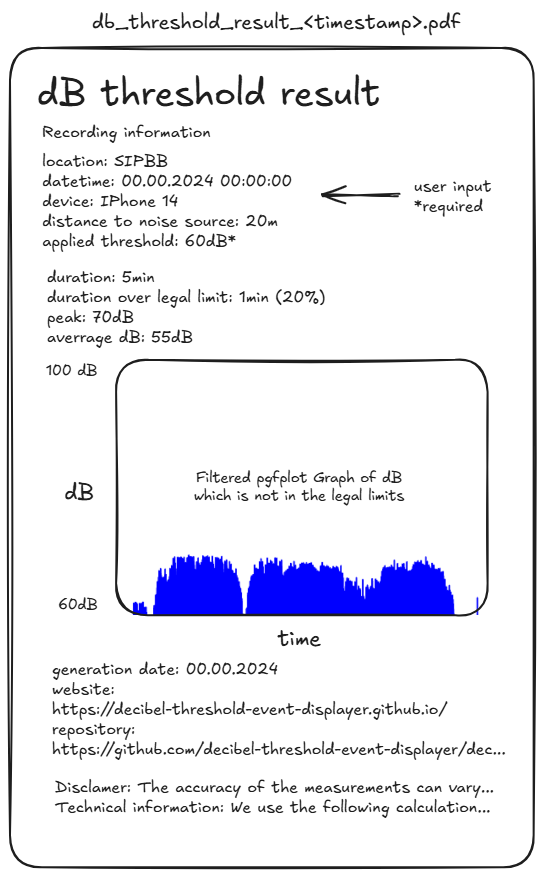 db_threshold_result_<timestamp>.pdf
dB threshold result
Recording information
location: SIPBB
datetime: 00.00.2024 00:00:00
device: IPhone 14
distance to noise source: 20m
applied threshold: 60dB*
user input
*required
duration: 5min
duration over legal limit: 1min (20%)
peak: 70dB
averrage dB: 55dB
100 dB
Filtered pgfplot Graph of dB
which is not in the legal limits
dB
60dB
time
generation date: 00.00.2024
website:
https://decibel-threshold-event-displayer.github.io/
repository:
https://github.com/decibel-threshold-event-displayer/dec...
Disclamer: The accuracy of the measurements can vary...
Technical information: We use the following calculation...